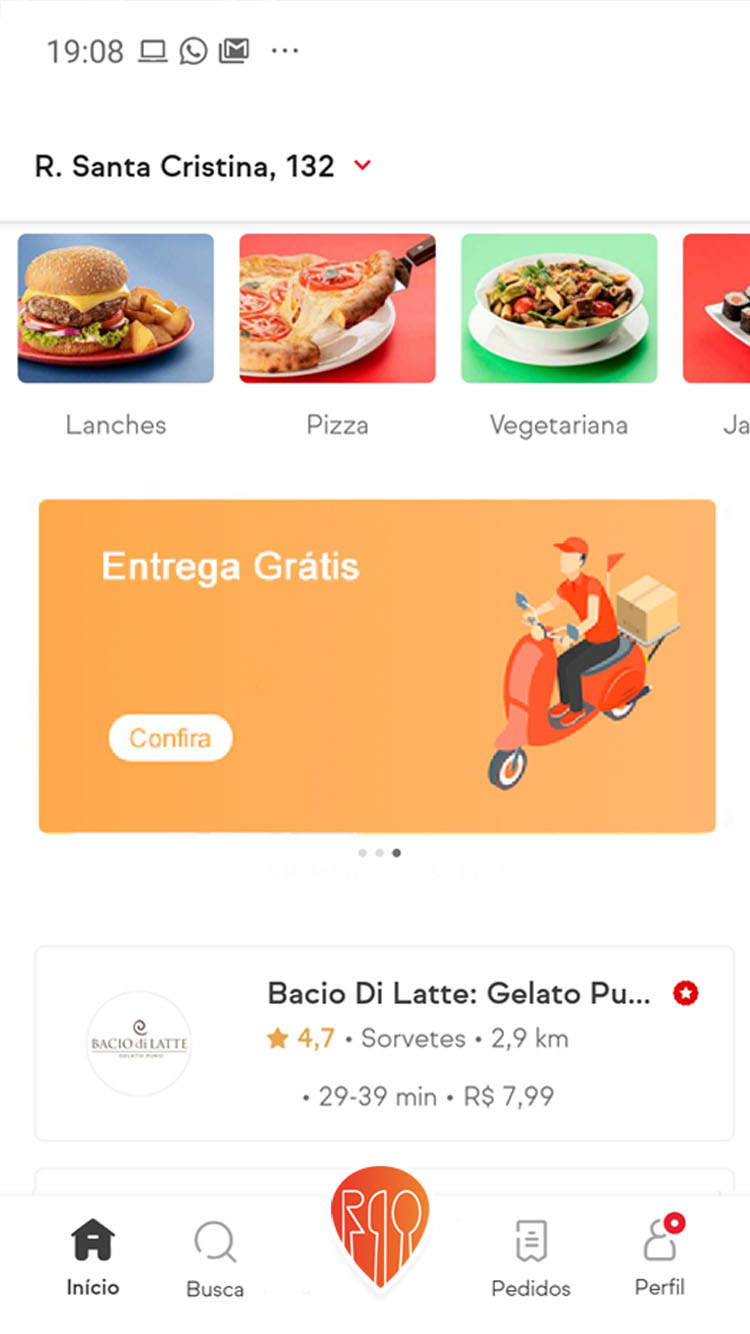 19:08 ...
R. Santa Cristina, 132
Lanches Pizza Vegetariana Ja
Entrega Grátis
Confira
Bacio Di Latte: Gelato Pu...
BACIO di LATTE
GELATO PURO
4,7 • Sorvetes • 2,9 km
• 29-39 min • R$ 7,99
Início Busca Pedidos Perfil